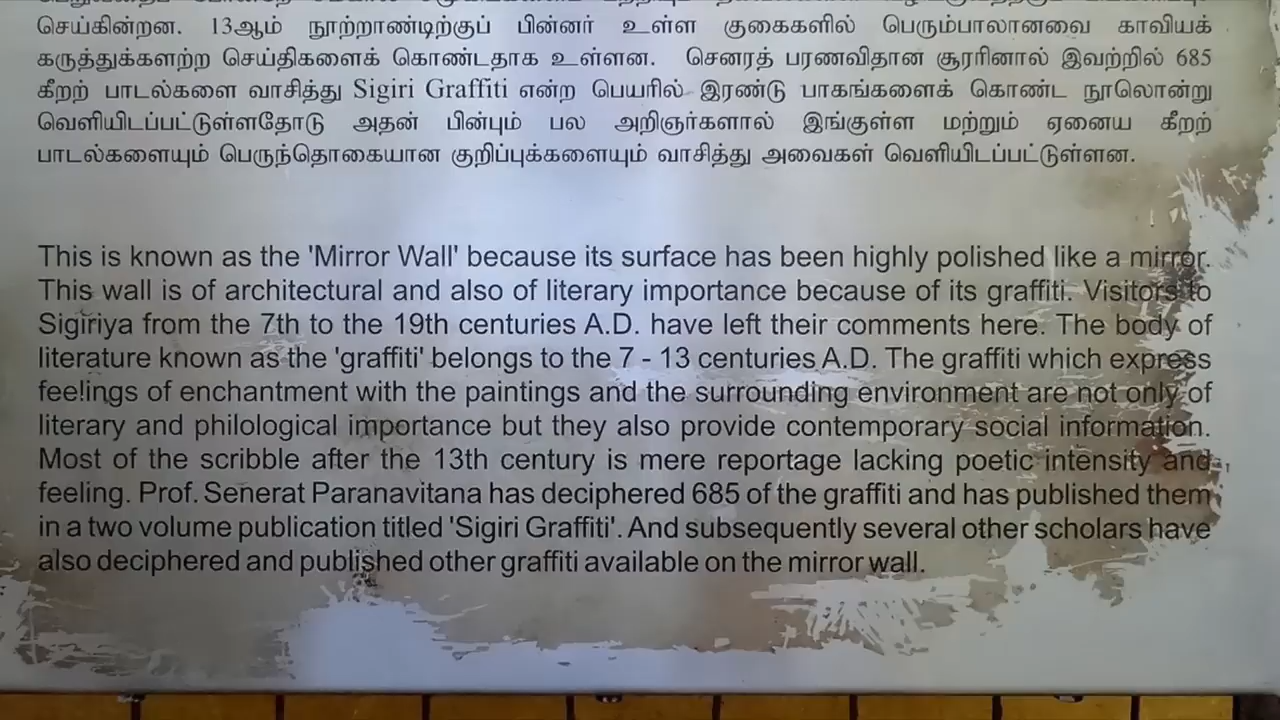 செய்கின்றன. 13ஆம் நூற்றாண்டிற்குப் பின்னர் உள்ள குகைகளில் பெரும்பாலானவை காவியக்
கருத்துக்களற்ற செய்திகளைக் கொண்டதாக உள்ளன. செனரத் பரணவிதான சூரரினால் இவற்றில் 685
கீறற் பாடல்களை வாசித்து Sigiri Graffiti என்ற பெயரில் இரண்டு பாகங்களைக் கொண்ட நூலொன்று
வெளியிடப்பட்டுள்ளதோடு அதன் பின்பும் பல அறிஞர்களால் இங்குள்ள மற்றும் ஏனைய கீறற்
பாடல்களையும் பெருந்தொகையான குறிப்புக்களையும் வாசித்து அவைகள் வெளியிடப்பட்டுள்ளன.
This is known as the 'Mirror Wall' because its surface has been highly polished like a mirror.
This wall is of architectural and also of literary importance because of its graffiti. Visitors to
Sigiriya from the 7th to the 19th centuries A.D. have left their comments here. The body of
literature known as the 'graffiti' belongs to the 7 - 13 centuries A.D. The graffiti which express
feelings of enchantment with the paintings and the surrounding environment are not only of
literary and philological importance but they also provide contemporary social information.
Most of the scribble after the 13th century is mere reportage lacking poetic intensity and
feeling. Prof. Senerat Paranavitana has deciphered 685 of the graffiti and has published them
in a two volume publication titled 'Sigiri Graffiti'. And subsequently several other scholars have
also deciphered and published other graffiti available on the mirror wall.